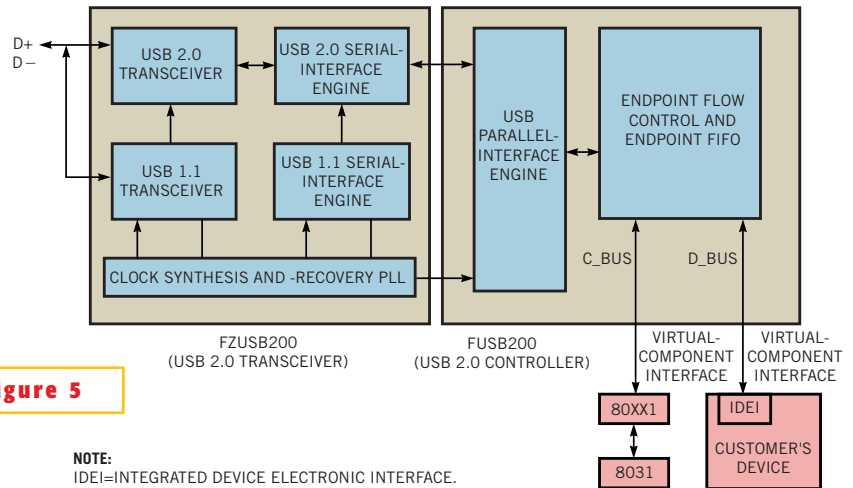 D+
D−
USB 2.0
TRANSCEIVER
USB 2.0 SERIAL-
INTERFACE
ENGINE
USB 1.1
TRANSCEIVER
USB 1.1 SERIAL-
INTERFACE
ENGINE
CLOCK SYNTHESIS AND -RECOVERY PLL
USB
PARALLEL-
INTERFACE
ENGINE
ENDPOINT FLOW
CONTROL AND
ENDPOINT FIFO
C_BUS
D_BUS
FZUSB200
(USB 2.0 TRANSCEIVER)
FUSB200
(USB 2.0 CONTROLLER)
VIRTUAL-
COMPONENT
INTERFACE
VIRTUAL-
COMPONENT
INTERFACE
80XX1
8031
IDEI
CUSTOMER'S
DEVICE
igure 5
NOTE:
IDEI=INTEGRATED DEVICE ELECTRONIC INTERFACE.